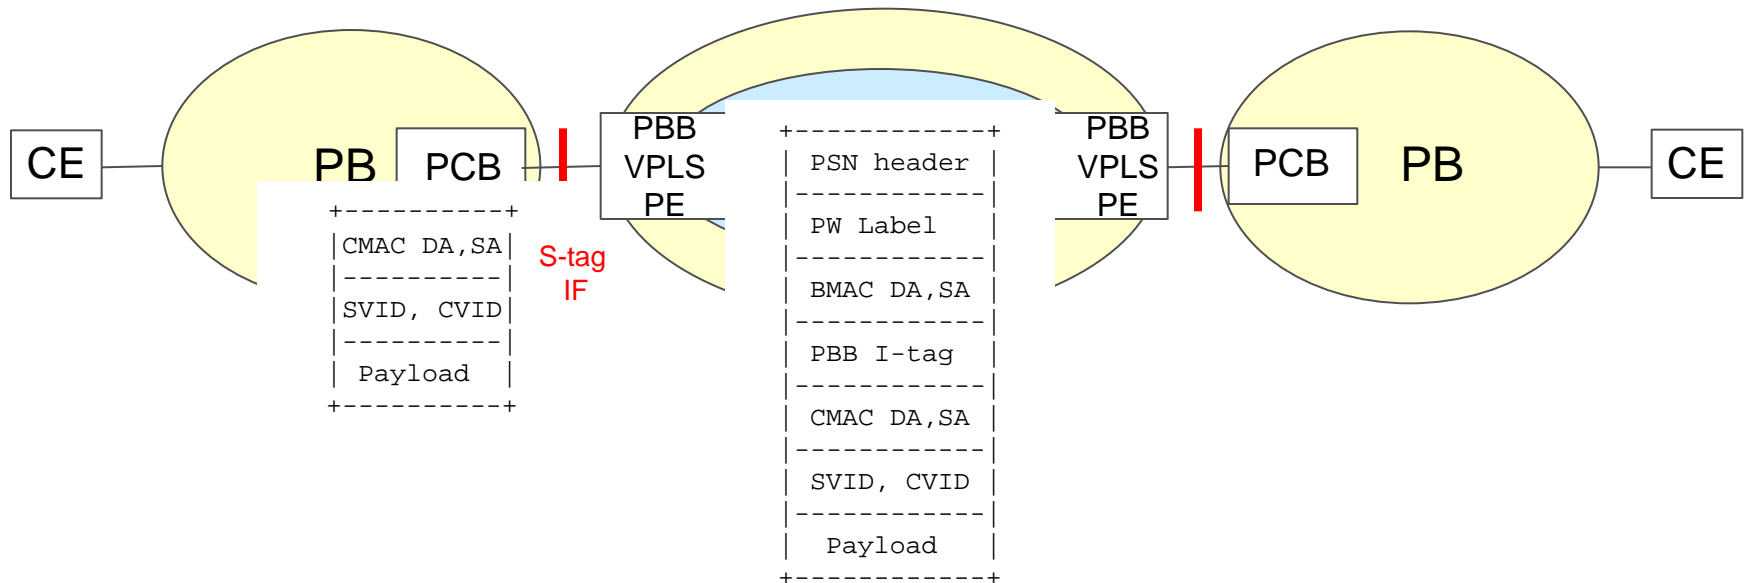 CE
PB
PCB
S-tag
IF
+----------+
|CMAC DA,SA|
|----------|
|SVID, CVID|
|----------|
| Payload  |
+----------+
PBB
VPLS
PE
+------------+
| PSN header |
|------------|
| PW Label   |
|------------|
| BMAC DA,SA |
|------------|
| PBB I-tag  |
|------------|
| CMAC DA,SA |
|------------|
| SVID, CVID |
|------------|
|  Payload   |
+------------+
PBB
VPLS
PE
PCB
PB
CE